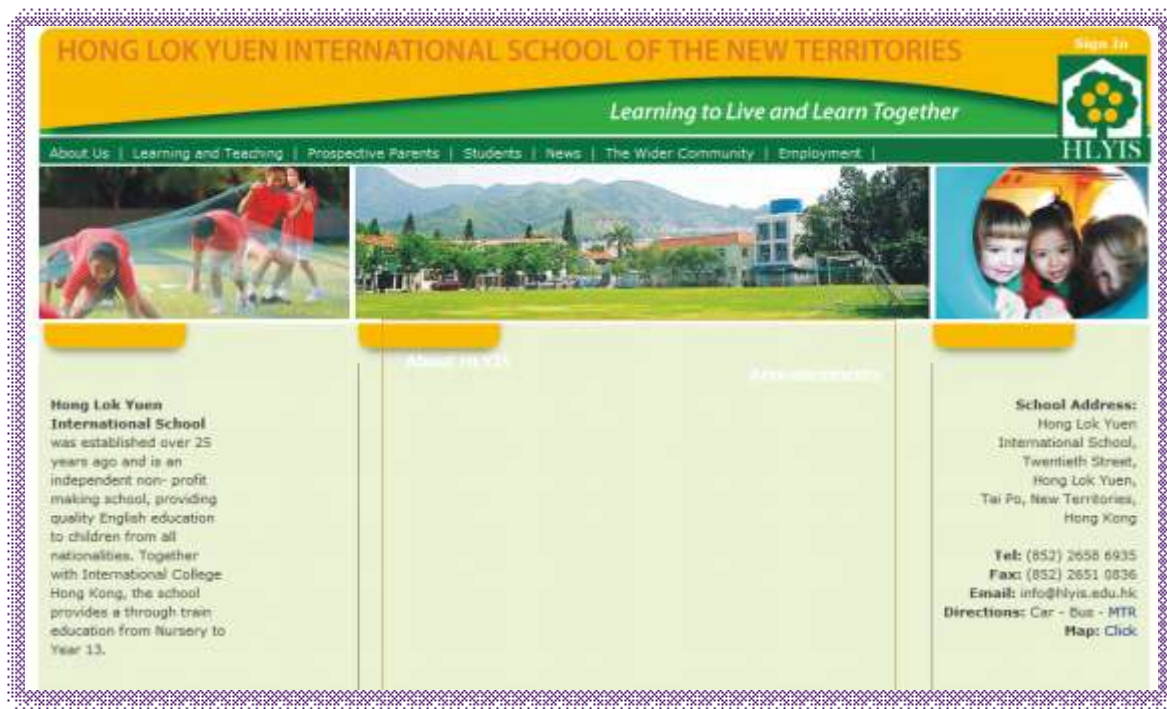 HONG LOK YUEN INTERNATIONAL SCHOOL OF THE NEW TERRITORIES
Sign In
Learning to Live and Learn Together
HLYIS
About Us | Learning and Teaching | Prospective Parents | Students | News | The Wider Community | Employment |
About HLYIS
Announcements
Hong Lok Yuen
International School
was established over 25
years ago and is an
independent non- profit
making school, providing
quality English education
to children from all
nationalities. Together
with International College
Hong Kong, the school
provides a through train
education from Nursery to
Year 13.
School Address:
Hong Lok Yuen
International School,
Twentieth Street,
Hong Lok Yuen,
Tai Po, New Territories,
Hong Kong
Tel: (852) 2658 6935
Fax: (852) 2651 0836
Email: info@hlyis.edu.hk
Directions: Car - Bus - MTR
Map: Click